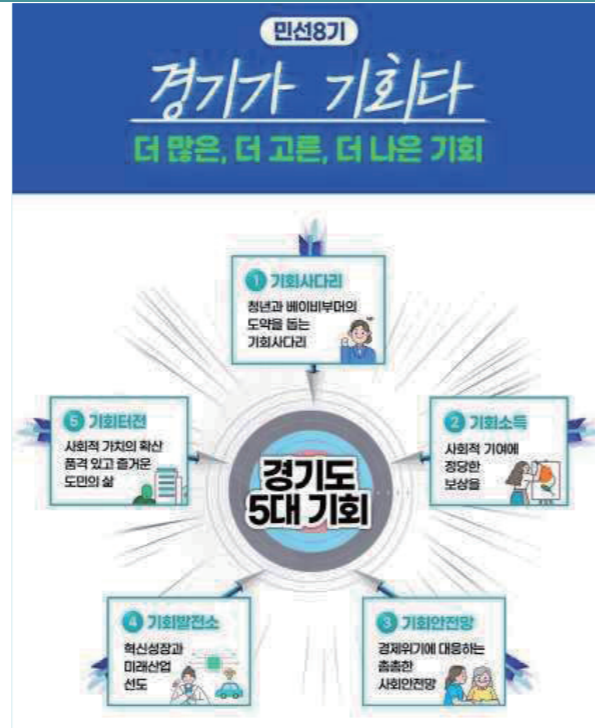 민선8기
경기가 기회다
더 많은, 더 고른, 더 나은 기회
1 기회사다리
청년과 베이비부머의
도약을 돕는
기회사다리
2 기회소득
사회적 기여에
정당한
보상을
3 기회안전망
경제위기에 대응하는
촘촘한
사회안전망
4 기회발전소
혁신성장과
미래산업
선도
5 기회터전
사회적 가치의 확산
품격 있고 즐거운
도민의 삶
경기도
5대 기회